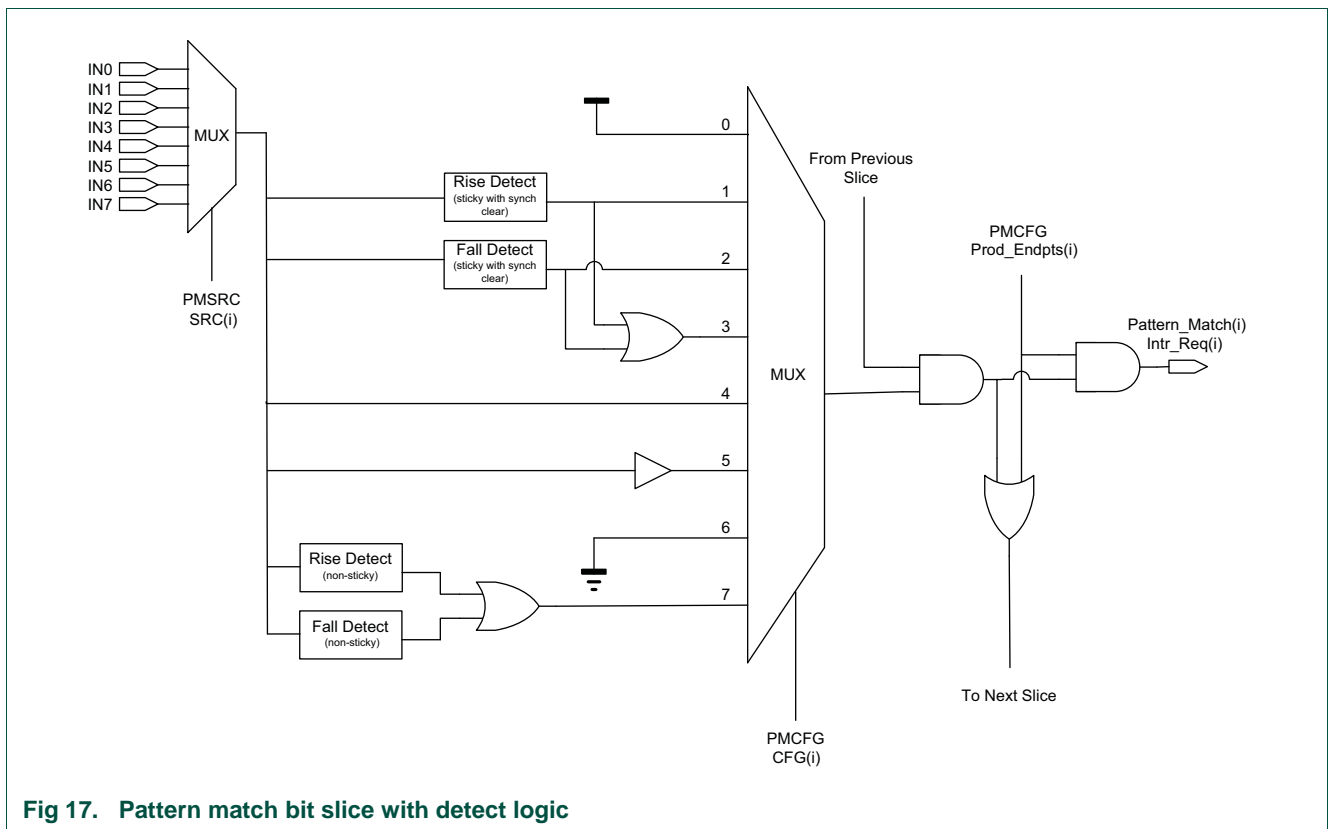 IN0
IN1
IN2
IN3
IN4
IN5
IN6
IN7
MUX
PMSRC
SRC(i)
Rise Detect
(sticky with synch
clear)
Fall Detect
(sticky with synch
clear)
Rise Detect
(non-sticky)
Fall Detect
(non-sticky)
0
1
2
3
4
5
6
7
MUX
PMCFG
CFG(i)
From Previous
Slice
PMCFG
Prod_Endpts(i)
Pattern_Match(i)
Intr_Req(i)
To Next Slice
Fig 17. Pattern match bit slice with detect logic